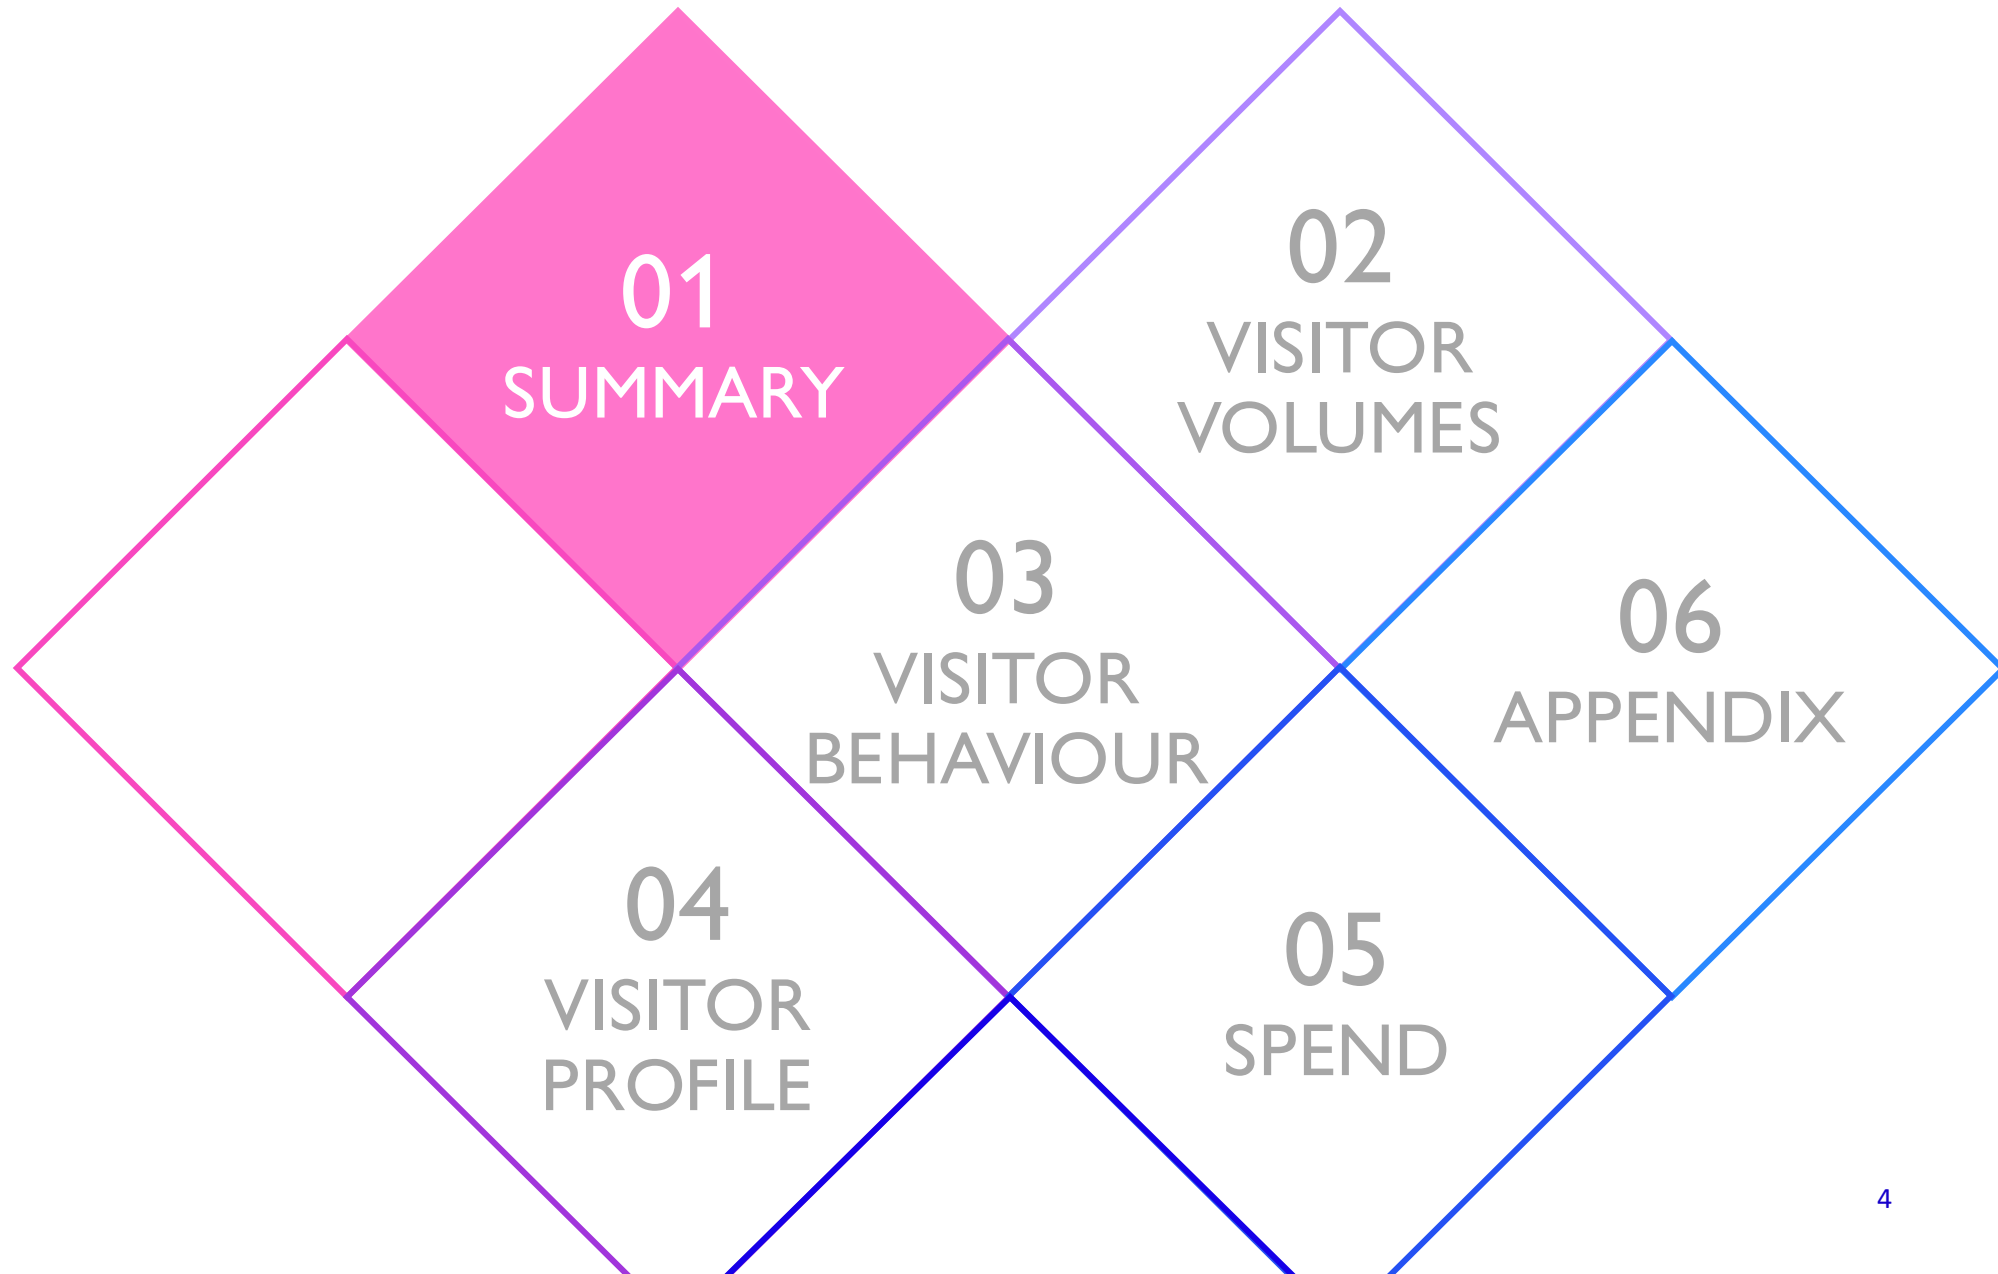 01
SUMMARY
02
VISITOR
VOLUMES
03
VISITOR
BEHAVIOUR
06
APPENDIX
04
VISITOR
PROFILE
05
SPEND
4